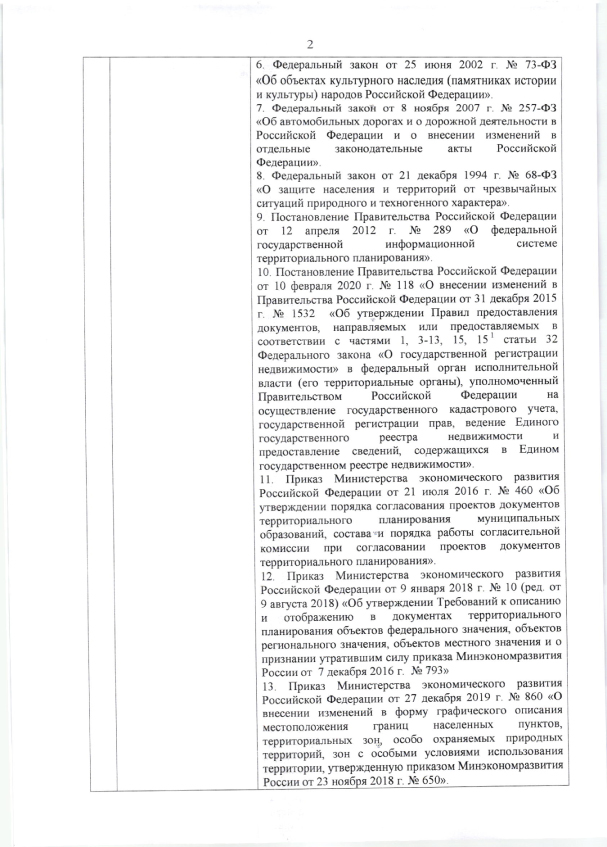 2
6. Федеральный закон от 25 июня 2002 г. № 73-ФЗ
«Об объектах культурного наследия (памятниках истории
и культуры) народов Российской Федерации».
7. Федеральный закон от 8 ноября 2007 г. № 257-ФЗ
«Об автомобильных дорогах и о дорожной деятельности в
Российской Федерации и о внесении изменений в
отдельные законодательные акты Российской
Федерации».
8. Федеральный закон от 21 декабря 1994 г. № 68-ФЗ
«О защите населения и территорий от чрезвычайных
ситуаций природного и техногенного характера».
9. Постановление Правительства Российской Федерации
от 12 апреля 2012 г. № 289 «О федеральной
государственной информационной системе
территориального планирования».
10. Постановление Правительства Российской Федерации
от 10 февраля 2020 г. № 118 «О внесении изменений в
Правительства Российской Федерации от 31 декабря 2015
г. № 1532 «Об утверждении Правил предоставления
документов, направляемых или предоставляемых в
соответствии с частями 1, 3-13, 15, 15¹ статьи 32
Федерального закона «О государственной регистрации
недвижимости» в федеральный орган исполнительной
власти (его территориальные органы), уполномоченный
Правительством Российской Федерации на
осуществление государственного кадастрового учета,
государственной регистрации прав, ведение Единого
государственного реестра недвижимости и
предоставление сведений, содержащихся в Едином
государственном реестре недвижимости».
11. Приказ Министерства экономического развития
Российской Федерации от 21 июля 2016 г. № 460 «Об
утверждении порядка согласования проектов документов
территориального планирования муниципальных
образований, состава и порядка работы согласительной
комиссии при согласовании проектов документов
территориального планирования».
12. Приказ Министерства экономического развития
Российской Федерации от 9 января 2018 г. № 10 (ред. от
9 августа 2018) «Об утверждении Требований к описанию
и отображению в документах территориального
планирования объектов федерального значения, объектов
регионального значения, объектов местного значения и о
признании утратившим силу приказа Минэкономразвития
России от 7 декабря 2016 г. № 793»
13. Приказ Министерства экономического развития
Российской Федерации от 27 декабря 2019 г. № 860 «О
внесении изменений в форму графического описания
местоположения границ населенных пунктов,
территориальных зон, особо охраняемых природных
территорий, зон с особыми условиями использования
территории, утвержденную приказом Минэкономразвития
России от 23 ноября 2018 г. № 650».